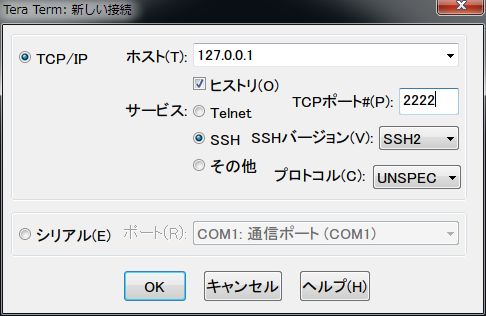 Tera Term: 新しい接続
TCP/IP
ホスト(T): 127.0.0.1
ヒストリ(O)
サービス: Telnet
TCPポート#(P): 2222
SSH
SSHバージョン(V): SSH2
その他
プロトコル(C): UNSPEC
シリアル(E)
ポート(R): COM1: 通信ポート (COM1)
OK
キャンセル
ヘルプ(H)